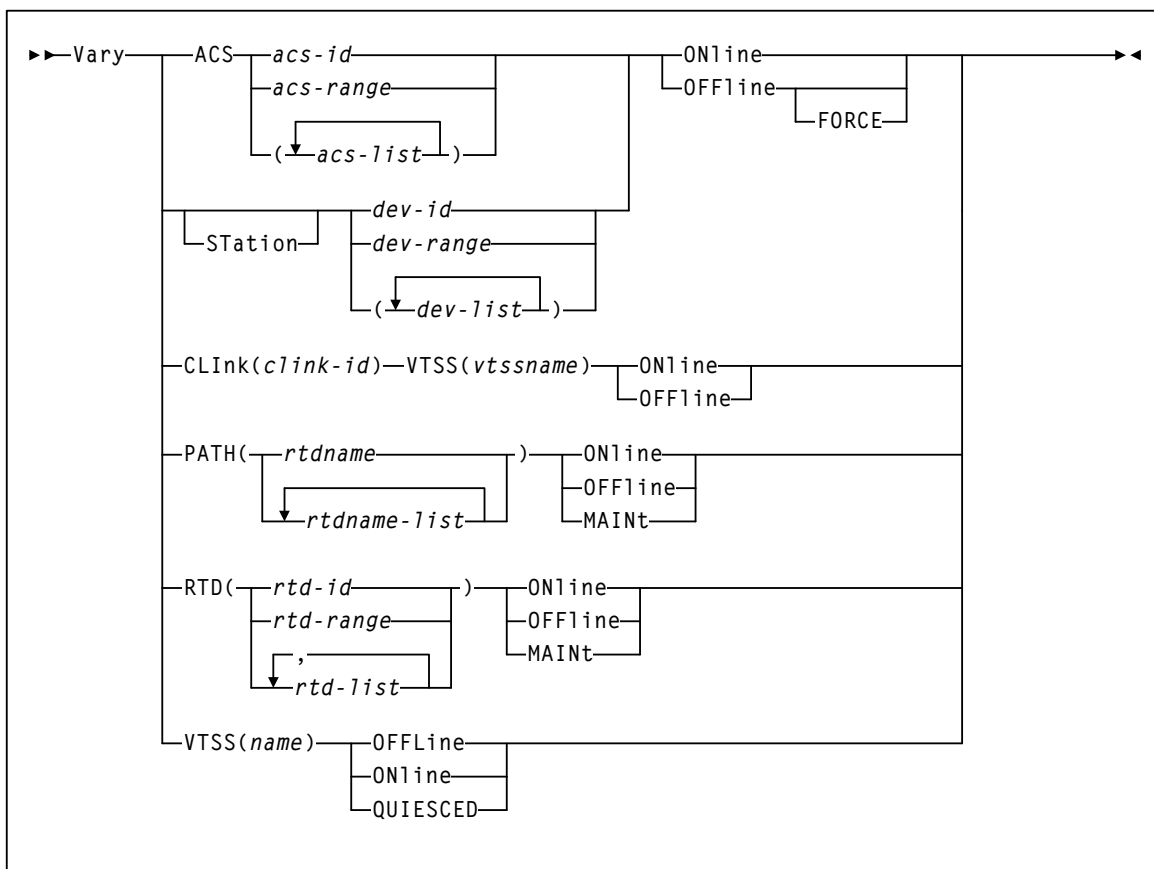 Vary ACS acs-id ONline
acs-range OFFline
FORCE
( acs-list )
dev-id
STation dev-range
( dev-list )
CLInk(clink-id) VTSS(vtssname) ONline
OFFline
PATH( rtdname ) ONline
OFFline
rtdname-list MAINt
RTD( rtd-id ) ONline
rtd-range OFFline
, MAINt
rtd-list
VTSS(name) OFFLine
ONline
QUIESCED